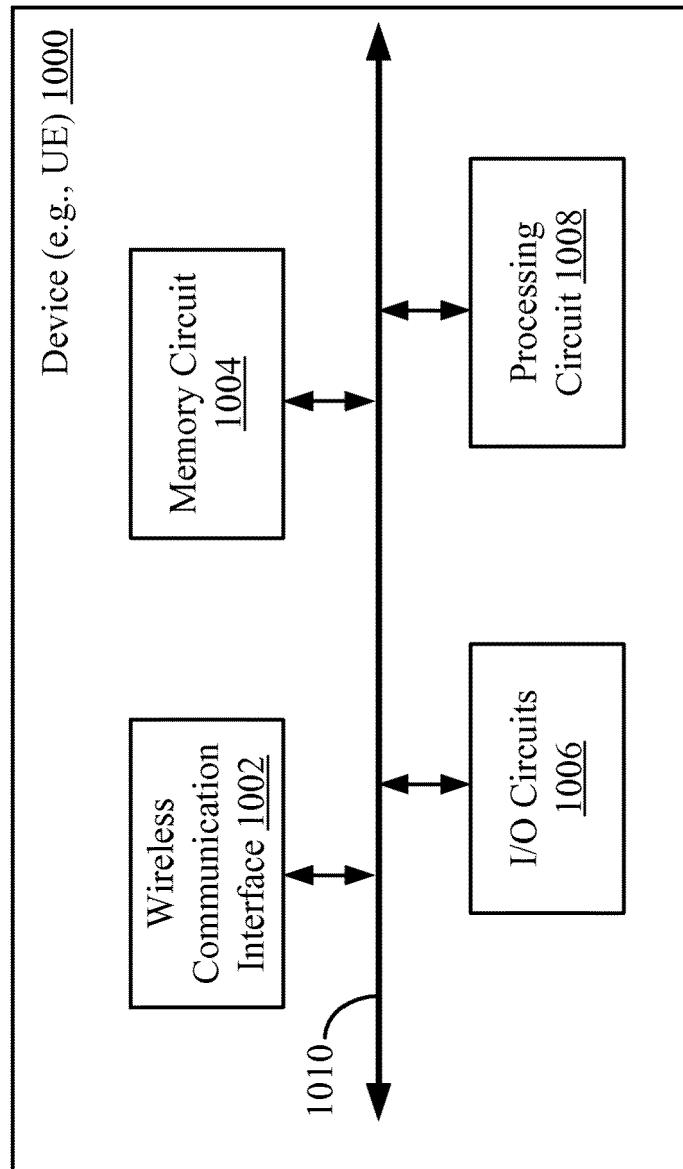 Device (e.g., UE) 1000
Wireless
Communication
Interface 1002
Memory Circuit
1004
1010
I/O Circuits
1006
Processing
Circuit 1008